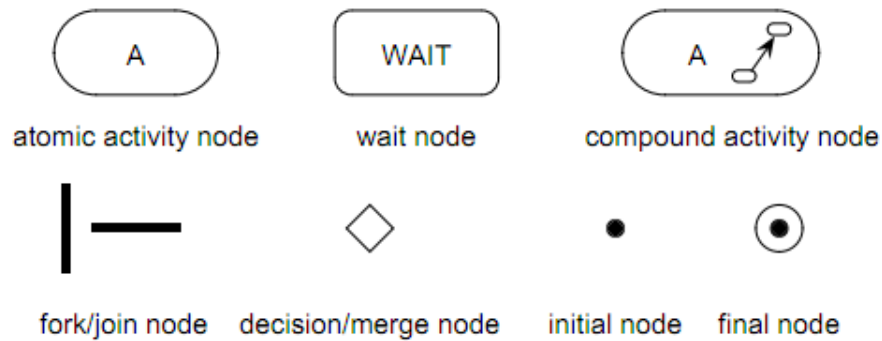 A
WAIT
A
atomic activity node
wait node
compound activity node
fork/join node
decision/merge node
initial node
final node